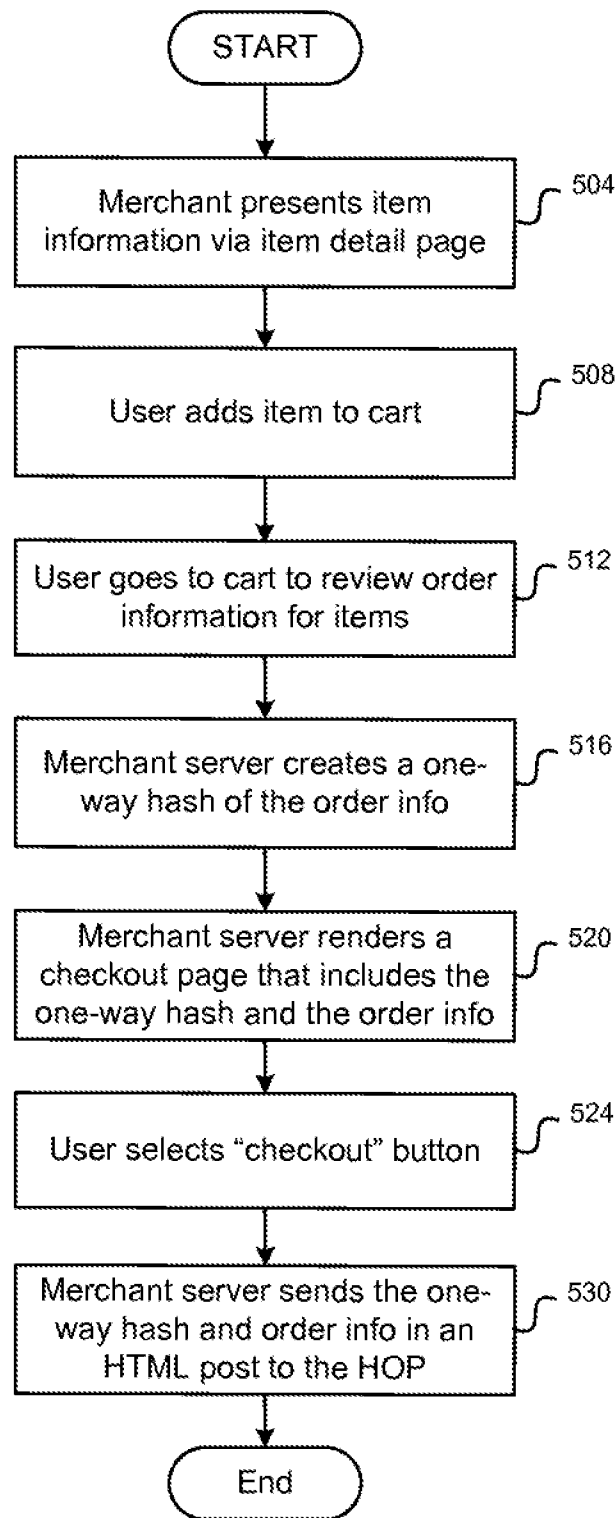 START
Merchant presents item
information via item detail page
504
User adds item to cart
508
User goes to cart to review order
information for items
512
Merchant server creates a one-
way hash of the order info
516
Merchant server renders a
checkout page that includes the
one-way hash and the order info
520
User selects “checkout” button
524
Merchant server sends the one-
way hash and order info in an
HTML post to the HOP
530
End